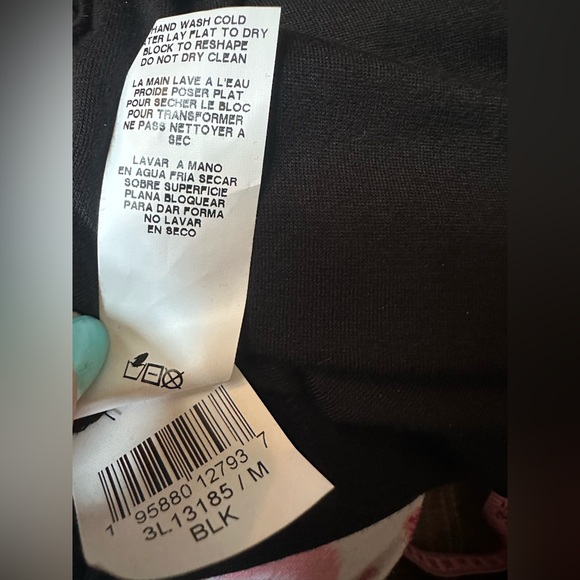 HAND WASH COLD
TER LAY FLAT TO DRY
BLOCK TO RESHAPE
DO NOT DRY CLEAN
LA MAIN LAVE A L'EAU
PROIDE POSER PLAT
POUR SECHER LE BLOC
POUR TRANSFORMER
NE PASS NETTOYER A
SEC
LAVAR A MANO
EN AGUA FRIA SECAR
SOBRE SUPERFICIE
PLANA BLOQUEAR
PARA DAR FORMA
NO LAVAR
EN SECO
1 95880 12793 7
3L13185 / M
BLK